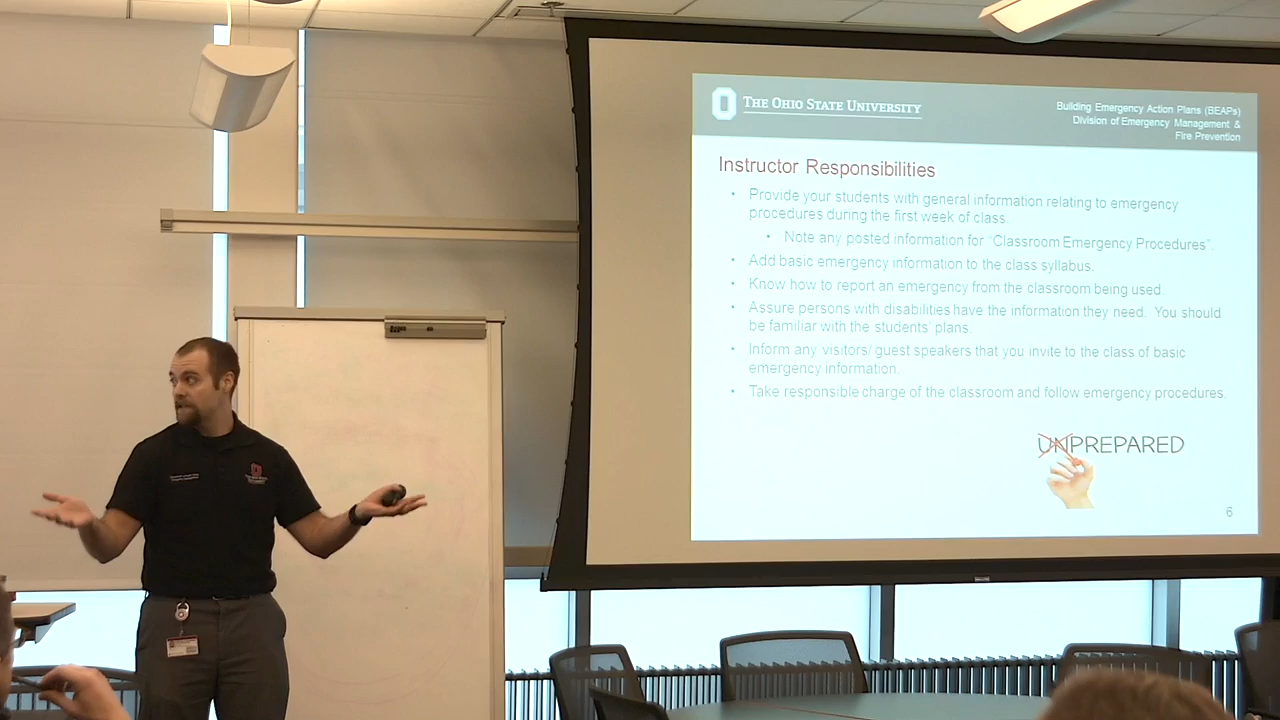 THE OHIO STATE UNIVERSITY
Building Emergency Action Plans (BEAPs)
Division of Emergency Management &
Fire Prevention
Instructor Responsibilities
• Provide your students with general information relating to emergency
procedures during the first week of class.
• Note any posted information for “Classroom Emergency Procedures”.
• Add basic emergency information to the class syllabus.
• Know how to report an emergency from the classroom being used.
• Assure persons with disabilities have the information they need. You should
be familiar with the students' plans.
• Inform any visitors/ guest speakers that you invite to the class of basic
emergency information.
• Take responsible charge of the classroom and follow emergency procedures.
UNPREPARED
6